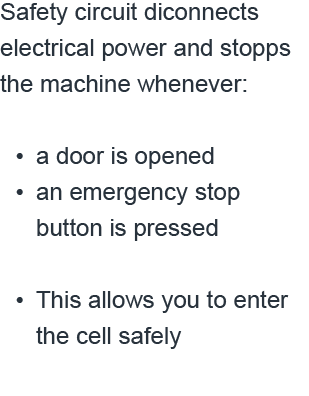 Safety circuit diconnects
electrical power and stopps
the machine whenever:
• a door is opened
• an emergency stop
button is pressed
• This allows you to enter
the cell safely